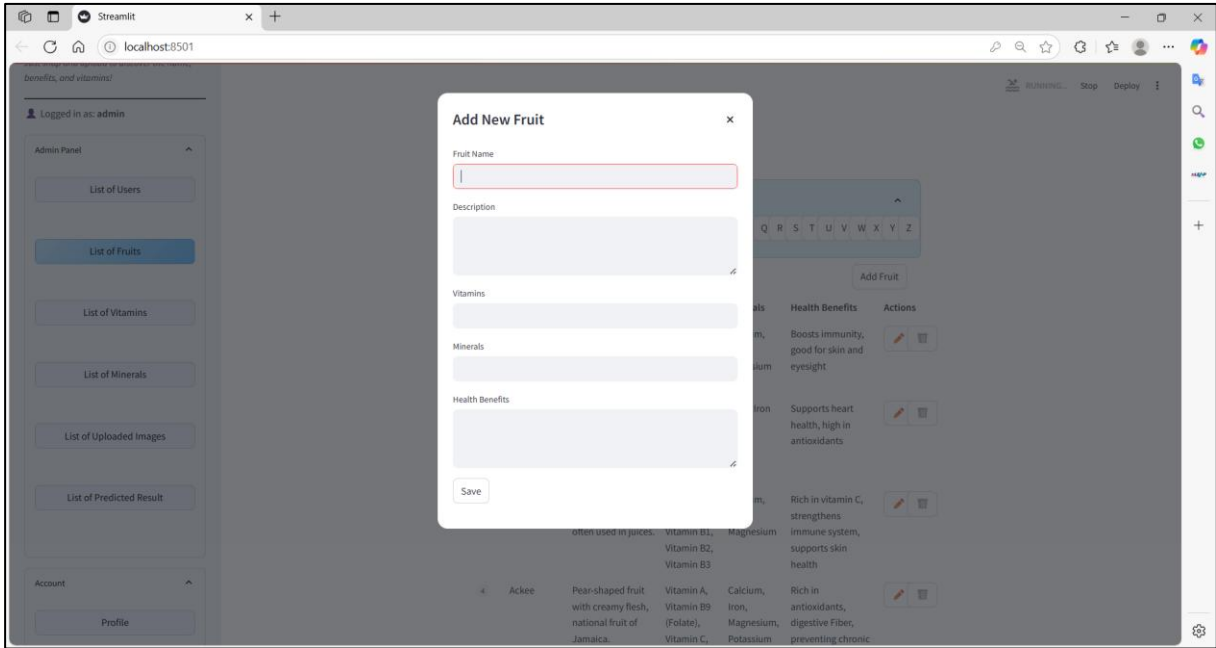 Streamlit
localhost:8501
benefits, and vitamins!
RUNNING...
Stop
Deploy
Logged in as: admin
Admin Panel
List of Users
List of Fruits
List of Vitamins
List of Minerals
List of Uploaded Images
List of Predicted Result
Account
Profile
Add New Fruit
Fruit Name
Description
Vitamins
Minerals
Health Benefits
Save
Q R S T U V W X Y Z
Add Fruit
Health Benefits Actions
Boosts immunity,
good for skin and
eyesight
Supports heart
health, high in
antioxidants
Rich in vitamin C,
strengthens
immune system,
supports skin
health
often used in juices.
Vitamin B1,
Vitamin B2,
Vitamin B3
Magnesium
Ackee
Pear-shaped fruit
with creamy flesh,
national fruit of
Jamaica.
Vitamin A,
Vitamin B9
(Folate),
Vitamin C,
Calcium,
Iron,
Magnesium,
Potassium
Rich in
antioxidants,
digestive Fiber,
preventing chronic